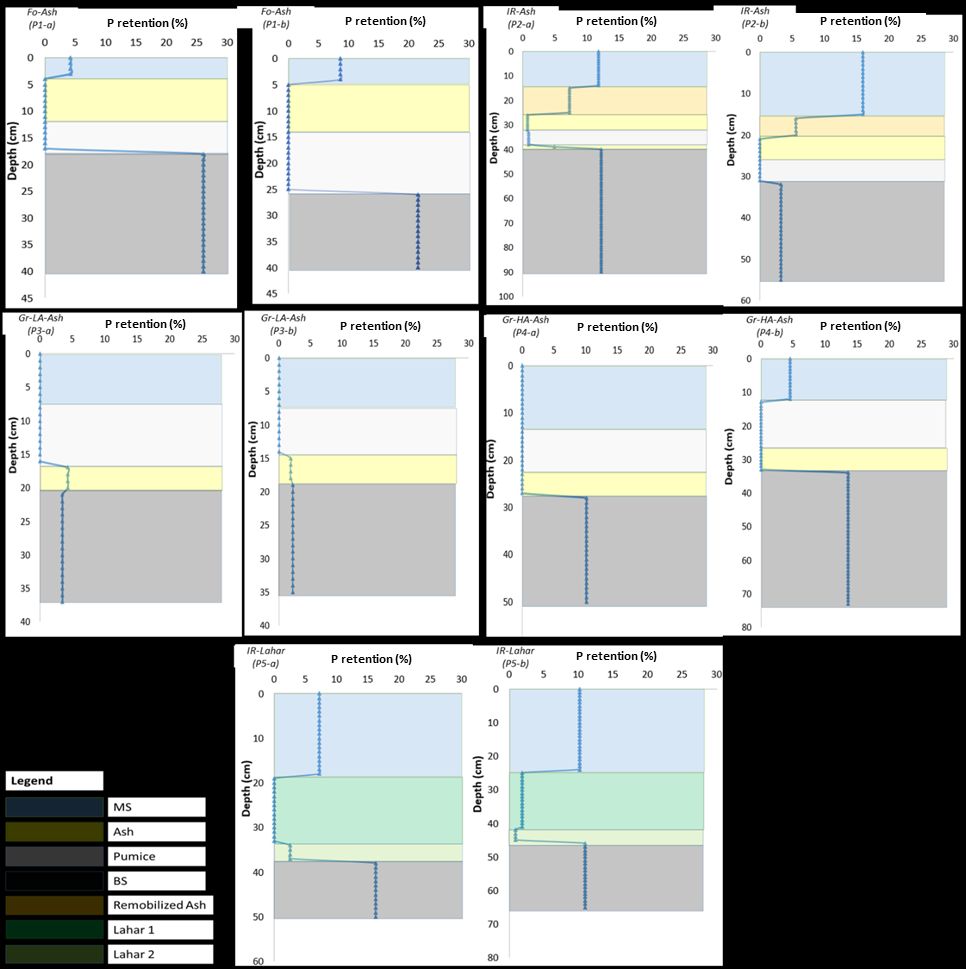 Fo-Ash
(P1-a)
P retention (%)
0 5 10 15 20 25 30
Depth (cm)
0
5
10
15
20
25
30
35
40
45
Fo-Ash
(P1-b)
P retention (%)
0 5 10 15 20 25 30
Depth (cm)
0
5
10
15
20
25
30
35
40
45
IR-Ash
(P2-a)
P retention (%)
0 5 10 15 20 25 30
Depth (cm)
0
10
20
30
40
50
60
70
80
90
100
IR-Ash
(P2-b)
P retention (%)
0 5 10 15 20 25 30
Depth (cm)
0
10
20
30
40
50
60
Gr-LA-Ash
(P3-a)
P retention (%)
0 5 10 15 20 25 30
Depth (cm)
0
5
10
15
20
25
30
35
40
Gr-LA-Ash
(P3-b)
P retention (%)
0 5 10 15 20 25 30
Depth (cm)
0
5
10
15
20
25
30
35
40
Gr-HA-Ash
(P4-a)
P retention (%)
0 5 10 15 20 25 30
Depth (cm)
0
10
20
30
40
50
Gr-HA-Ash
(P4-b)
P retention (%)
0 5 10 15 20 25 30
Depth (cm)
0
10
20
30
40
50
60
70
80
IR-Lahar
(P5-a)
P retention (%)
0 5 10 15 20 25 30
Depth (cm)
0
10
20
30
40
50
60
IR-Lahar
(P5-b)
P retention (%)
0 5 10 15 20 25 30
Depth (cm)
0
10
20
30
40
50
60
70
80
Legend
MS
Ash
Pumice
BS
Remobilized Ash
Lahar 1
Lahar 2